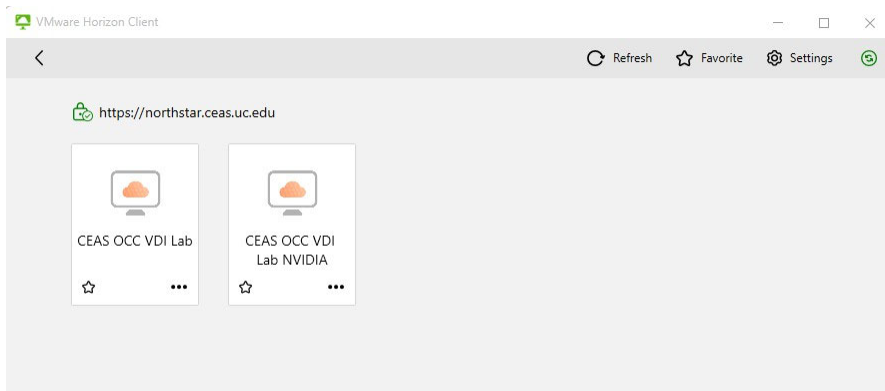 VMware Horizon Client
Refresh
Favorite
Settings
https://northstar.ceas.uc.edu
CEAS OCC VDI Lab
CEAS OCC VDI
Lab NVIDIA